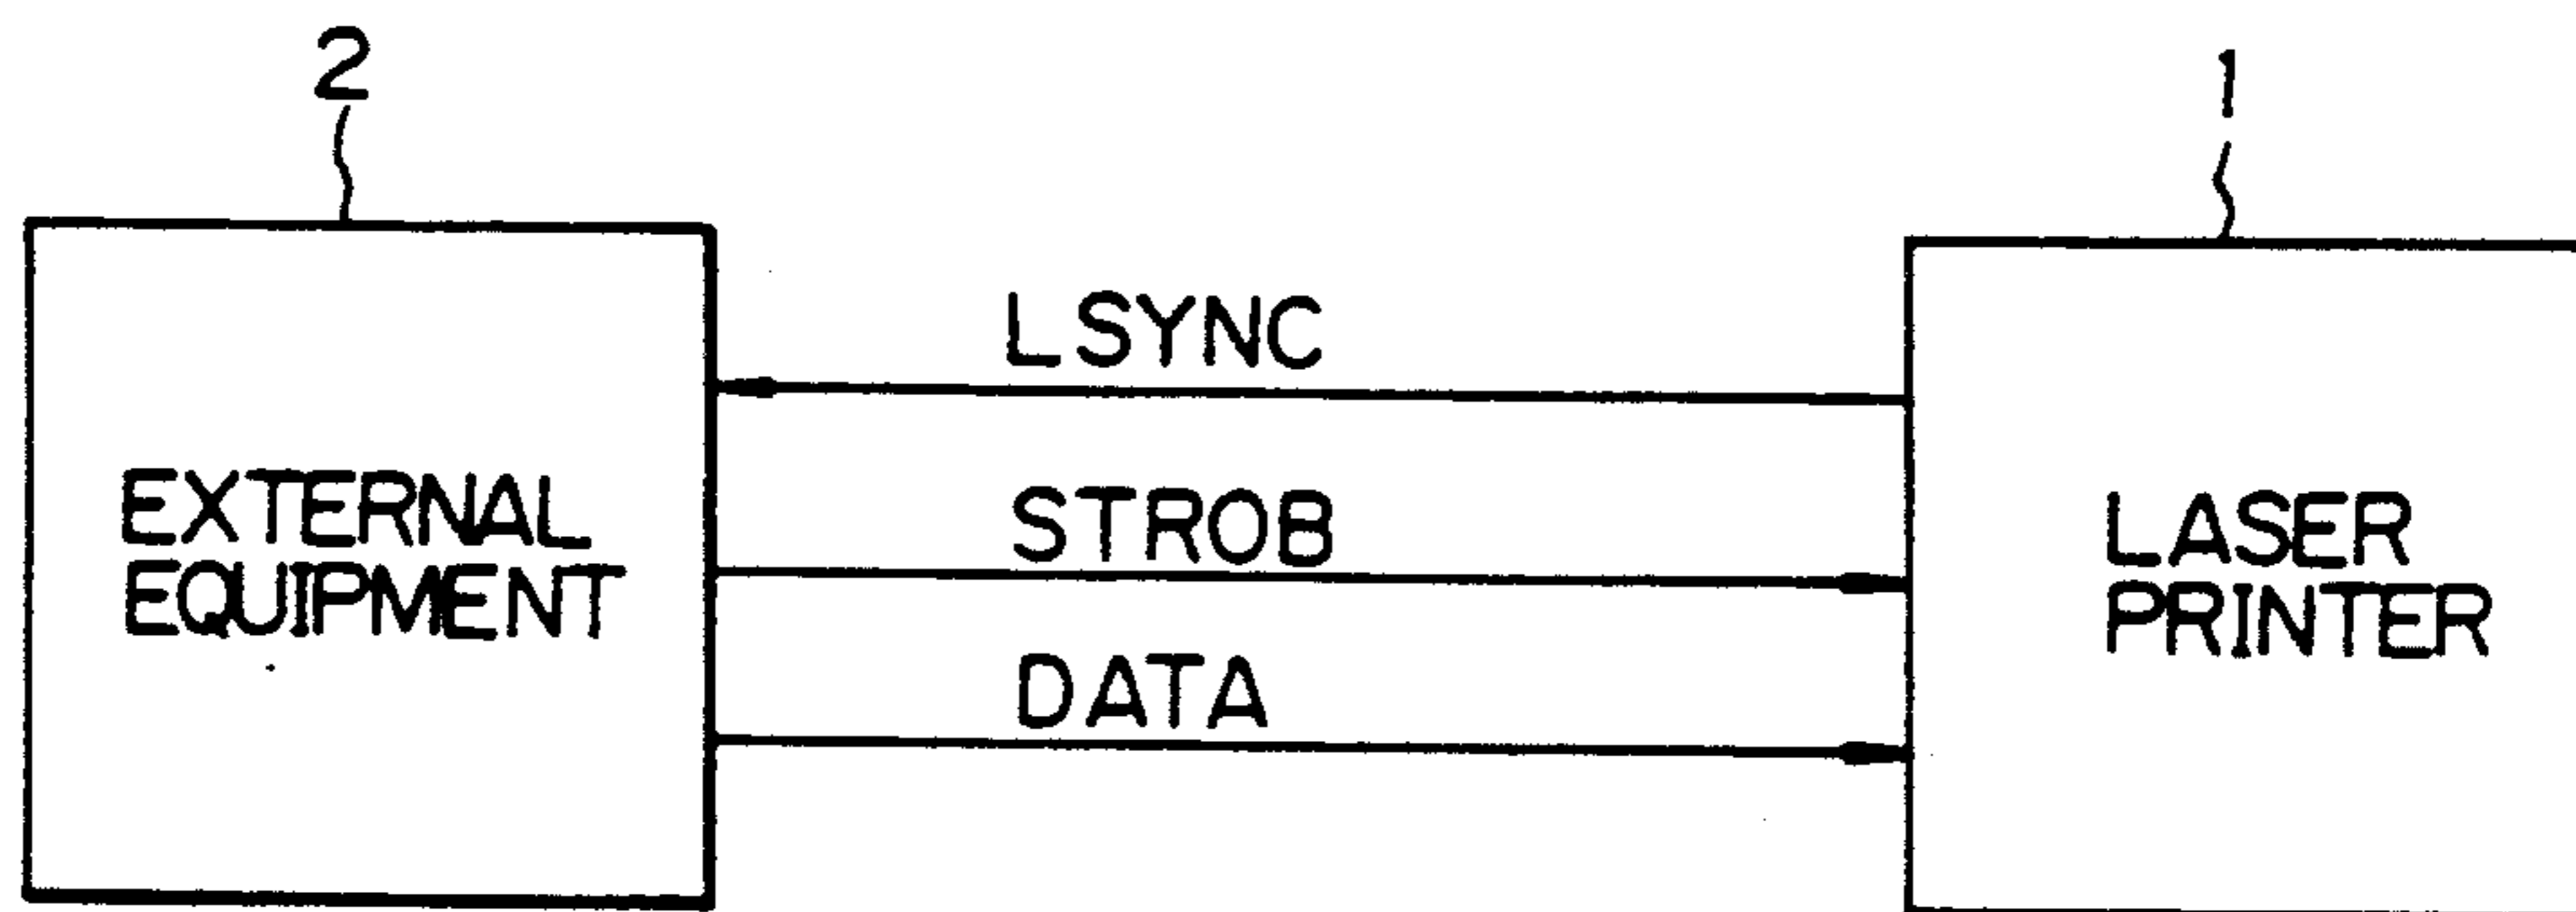 2
1
LSYNC
EXTERNAL
EQUIPMENT
STROB
DATA
LASER
PRINTER